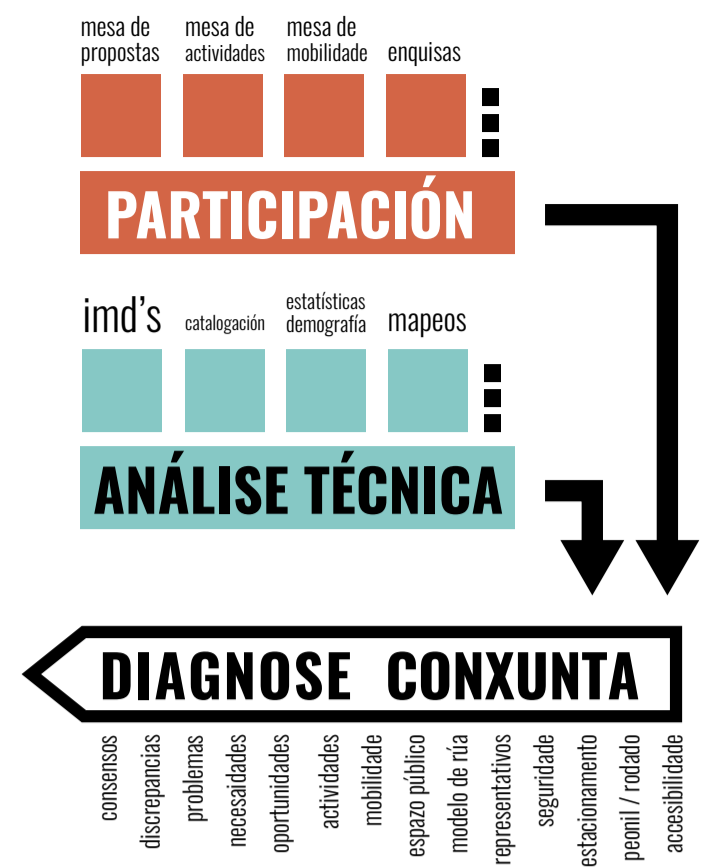 mesa de
propostas
mesa de
actividades
mesa de
mobilidade
enquisas
PARTICIPACIÓN
imd's
catalogación
estatísticas
demografía
mapeos
ANÁLISE TÉCNICA
DIAGNOSE CONXUNTA
consensos
discrepancias
problemas
necesaidades
oportunidades
actividades
mobilidade
espazo público
modelo de rúa
representativos
seguridade
estacionamento
peonil / rodado
accesibilidade